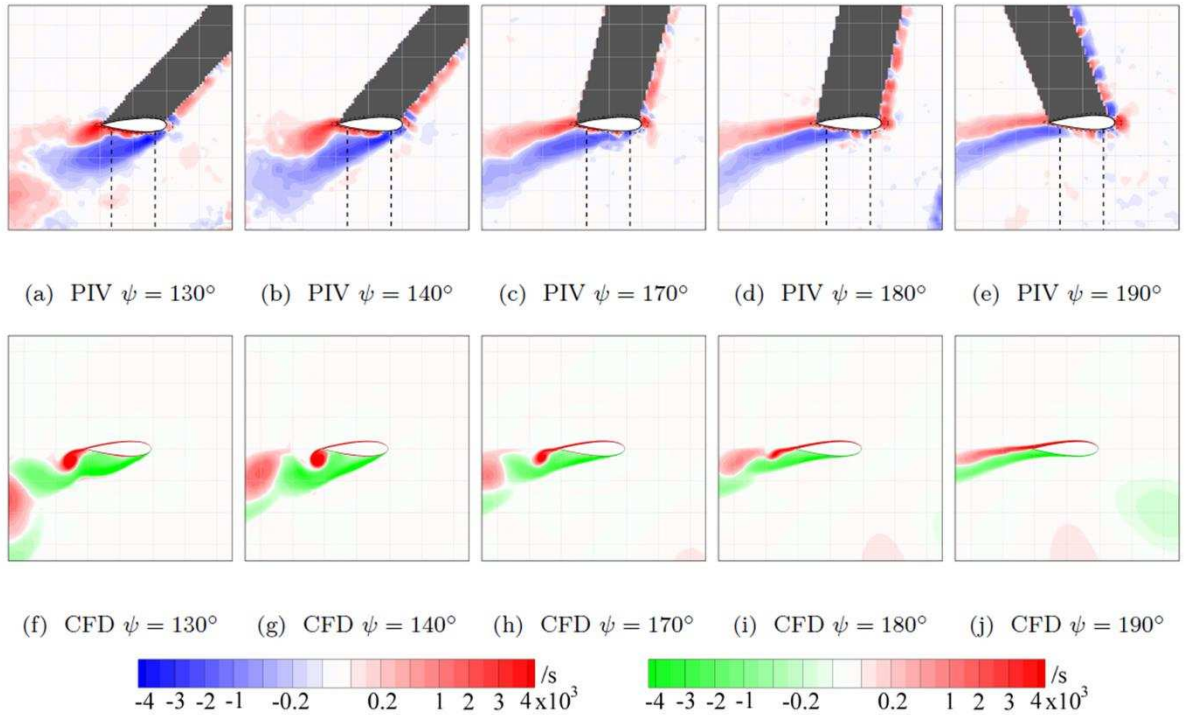 (a) PIV ψ = 130° (b) PIV ψ = 140° (c) PIV ψ = 170° (d) PIV ψ = 180° (e) PIV ψ = 190°
(f) CFD ψ = 130° (g) CFD ψ = 140° (h) CFD ψ = 170° (i) CFD ψ = 180° (j) CFD ψ = 190°
/s /s
-4 -3 -2 -1 -0.2 0.2 1 2 3 4x10³ -4 -3 -2 -1 -0.2 0.2 1 2 3 4x10³